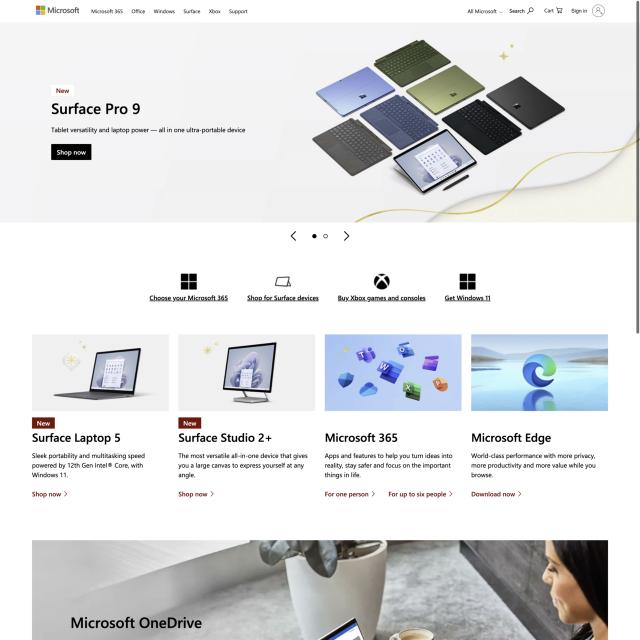 Microsoft
Microsoft 365 Office Windows Surface Xbox Support
All Microsoft Search Cart Sign in
New
Surface Pro 9
Tablet versatility and laptop power — all in one ultra-portable device
Shop now
Choose your Microsoft 365
Shop for Surface devices
Buy Xbox games and consoles
Get Windows 11
New
Surface Laptop 5
Sleek portability and multitasking speed
powered by 12th Gen Intel® Core, with
Windows 11.
Shop now
New
Surface Studio 2+
The most versatile all-in-one device that gives
you a large canvas to express yourself at any
angle.
Shop now
Microsoft 365
Apps and features to help you turn ideas into
reality, stay safer and focus on the important
things in life.
For one person For up to six people
Microsoft Edge
World-class performance with more privacy,
more productivity and more value while you
browse.
Download now
Microsoft OneDrive